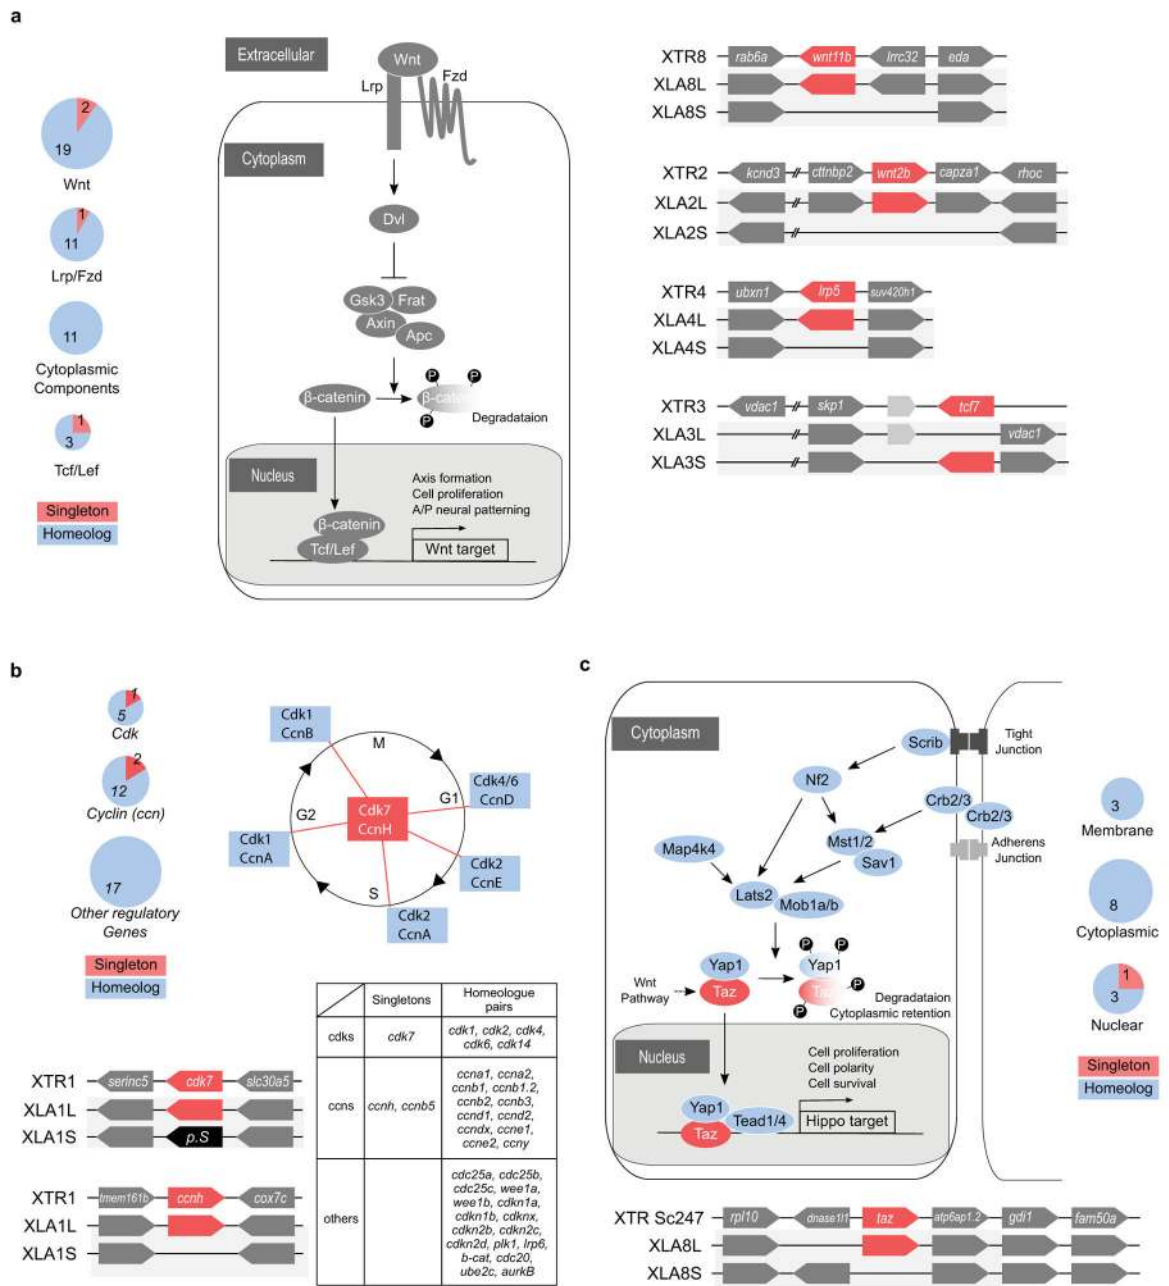 a
Extracellular
Wnt
Lrp
Fzd
Cytoplasm
Dvl
Gsk3
Frat
Axin
Apc
β-catenin
β-cate
P
P
P
Degradataion
Nucleus
Axis formation
Cell proliferation
A/P neural patterning
β-catenin
Tcf/Lef
Wnt target
2
19
Wnt
1
11
Lrp/Fzd
11
Cytoplasmic
Components
1
3
Tcf/Lef
Singleton
Homeolog
XTR8
rab6a
wnt11b
lrrc32
eda
XLA8L
XLA8S
XTR2
kcnd3
cttnbp2
wnt2b
capza1
rhoc
XLA2L
XLA2S
XTR4
ubxn1
lrp5
suv420h1
XLA4L
XLA4S
XTR3
vdac1
skp1
tcf7
XLA3L
vdac1
XLA3S
b
1
5
Cdk
2
12
Cyclin (ccn)
17
Other regulatory
Genes
Singleton
Homeolog
Cdk1
CcnB
M
Cdk4/6
CcnD
G1
G2
Cdk7
CcnH
Cdk1
CcnA
Cdk2
CcnE
S
Cdk2
CcnA
Singletons
Homeologue
pairs
cdks
cdk7
cdk1, cdk2, cdk4,
cdk6, cdk14
ccns
ccnh, ccnb5
ccna1, ccna2,
ccnb1, ccnb1.2,
ccnb2, ccnb3,
ccnd1, ccnd2,
ccndx, ccne1,
ccne2, ccny
others
cdc25a, cdc25b,
cdc25c, wee1a,
wee1b, cdkn1a,
cdkn1b, cdknx,
cdkn2b, cdkn2c,
cdkn2d, plk1, lrp6,
b-cat, cdc20,
ube2c, aurkB
XTR1
serinc5
cdk7
slc30a5
XLA1L
XLA1S
p.S
XTR1
tmem161b
ccnh
cox7c
XLA1L
XLA1S
c
Cytoplasm
Scrib
Tight
Junction
Nf2
Crb2/3
Crb2/3
Adherens
Junction
Map4k4
Mst1/2
Sav1
Lats2
Mob1a/b
Yap1
Taz
Wnt
Pathway
P
P
Yap1
Ta
P
P
Degradataion
Cytoplasmic retention
Nucleus
Cell proliferation
Cell polarity
Cell survival
Yap1
Taz
Tead1/4
Hippo target
3
Membrane
8
Cytoplasmic
1
3
Nuclear
Singleton
Homeolog
XTR Sc247
rpl10
dnase1l1
taz
atp6ap1.2
gdi1
fam50a
XLA8L
XLA8S